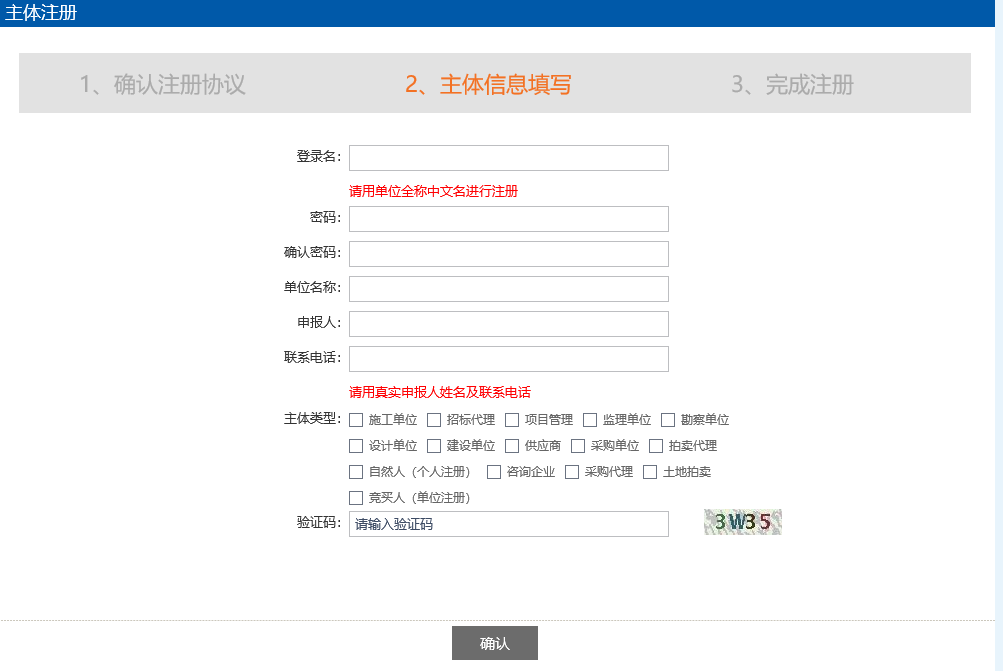 主体注册
1、确认注册协议 2、主体信息填写 3、完成注册
登录名:
请用单位全称中文名进行注册
密码:
确认密码:
单位名称:
申报人:
联系电话:
请用真实申报人姓名及联系电话
主体类型: 施工单位 招标代理 项目管理 监理单位 勘察单位
设计单位 建设单位 供应商 采购单位 拍卖代理
自然人（个人注册） 咨询企业 采购代理 土地拍卖
竞买人（单位注册）
验证码: 请输入验证码 3W35
确认